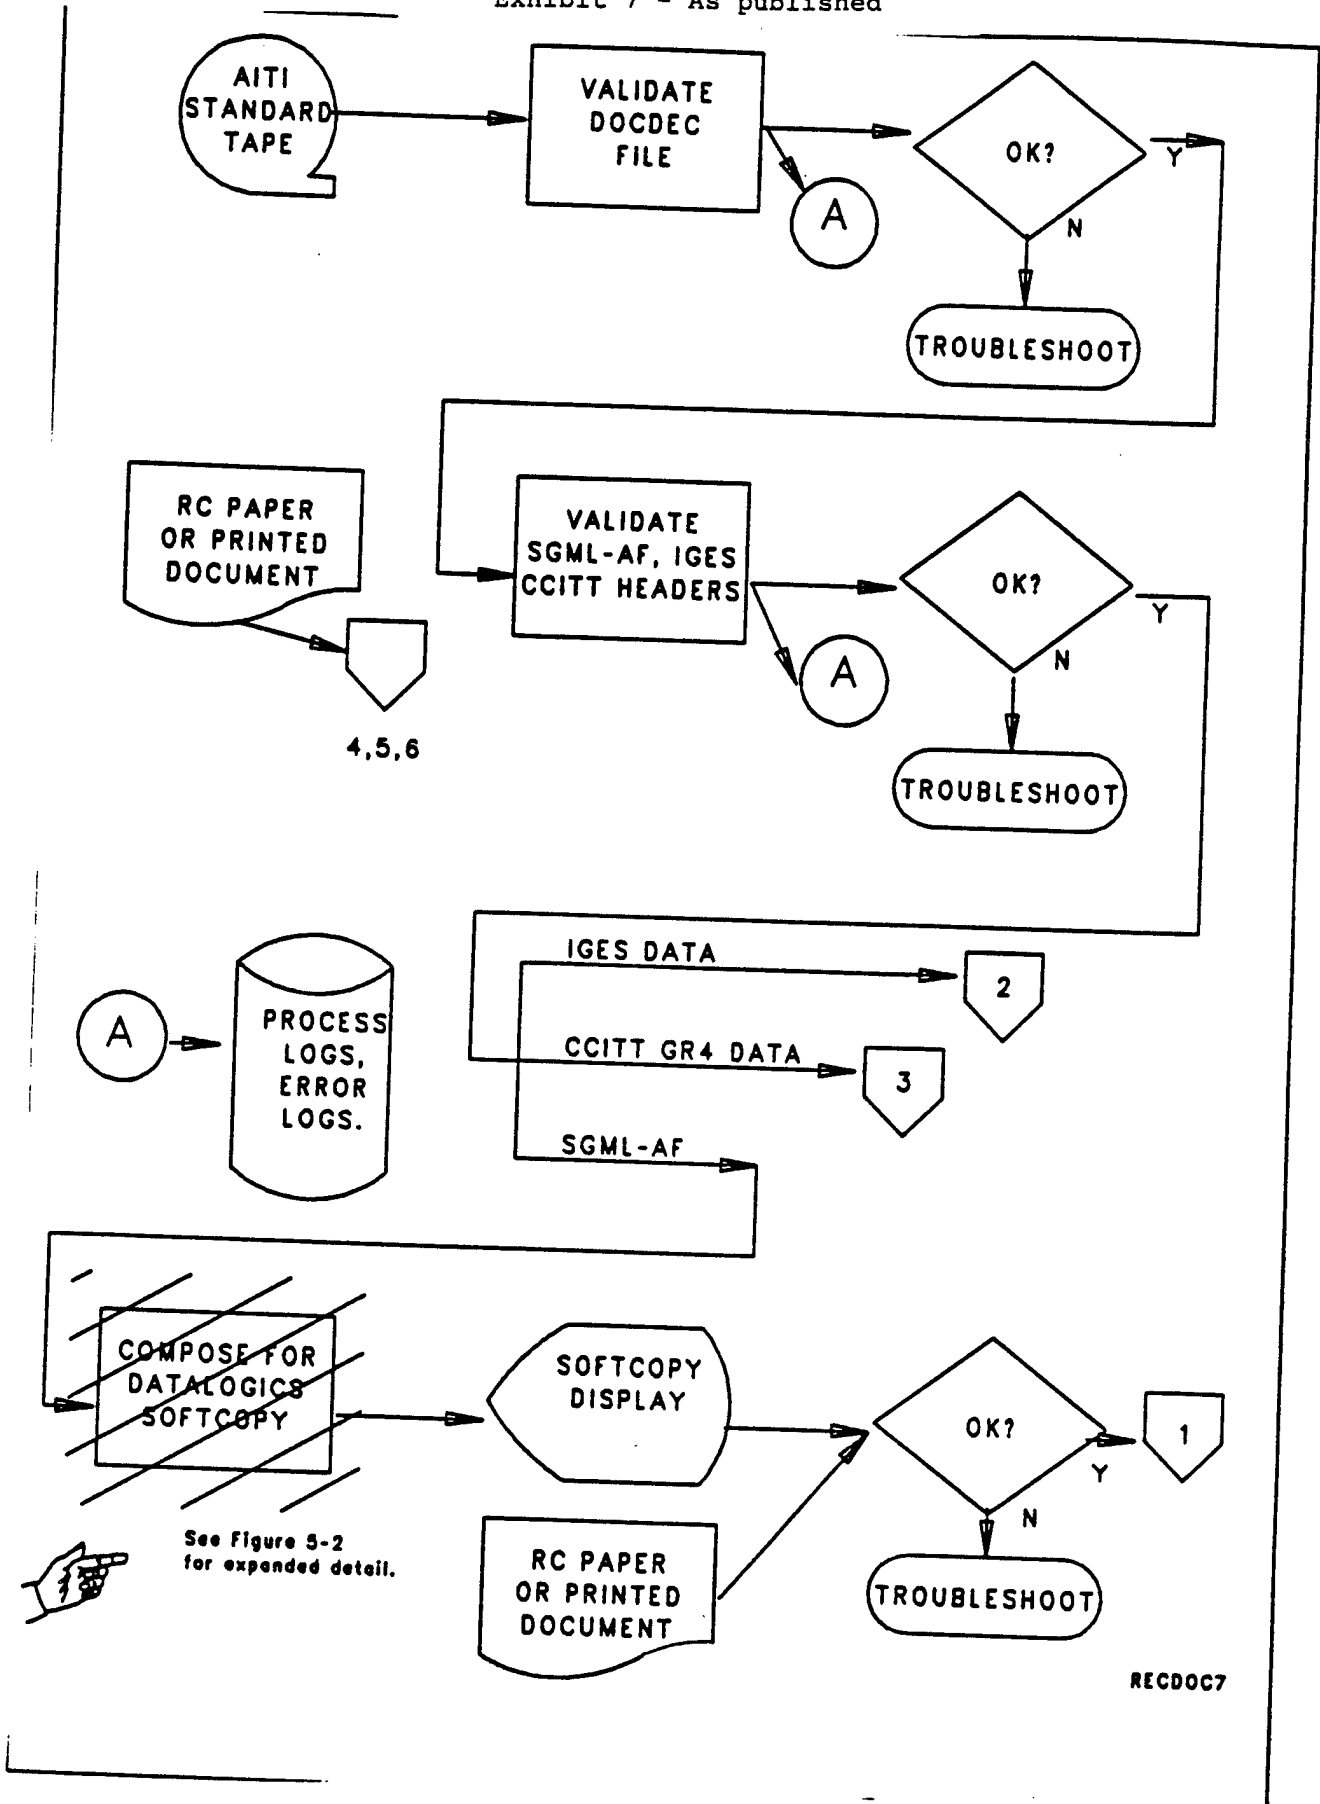 Exhibit 7 - As published
AITI
STANDARD
TAPE
VALIDATE
DOCDEC
FILE
OK?
Y
A
N
TROUBLESHOOT
RC PAPER
OR PRINTED
DOCUMENT
VALIDATE
SGML-AF, IGES
CCITT HEADERS
OK?
Y
A
N
4,5,6
TROUBLESHOOT
IGES DATA
2
A
PROCESS
LOGS,
ERROR
LOGS.
CCITT GR4 DATA
3
SGML-AF
COMPOSE FOR
DATALOGICS
SOFTCOPY
SOFTCOPY
DISPLAY
OK?
1
Y
N
See Figure 5-2
for expanded detail.
RC PAPER
OR PRINTED
DOCUMENT
TROUBLESHOOT
RECDOC7